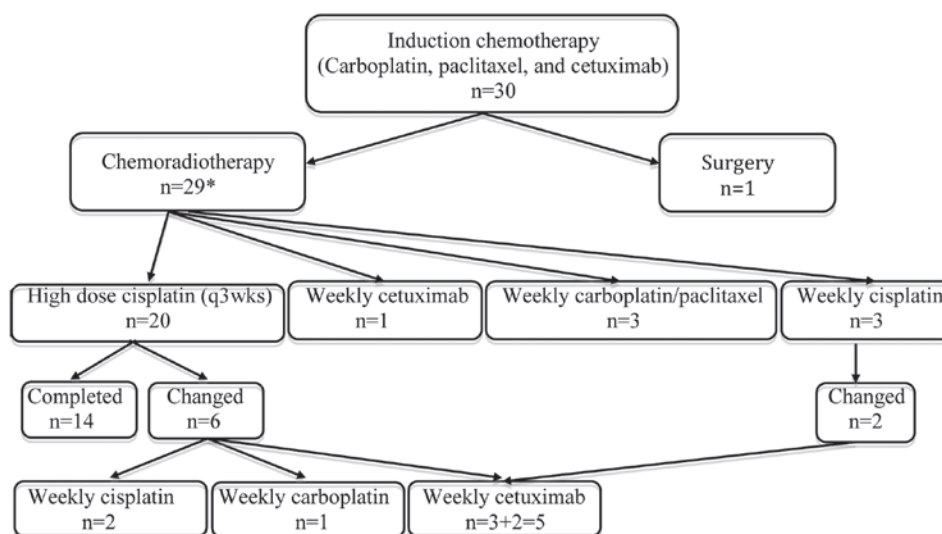 Induction chemotherapy
(Carboplatin, paclitaxel, and cetuximab)
n=30
Chemoradiotherapy
n=29*
Surgery
n=1
High dose cisplatin (q3wks)
n=20
Weekly cetuximab
n=1
Weekly carboplatin/paclitaxel
n=3
Weekly cisplatin
n=3
Completed
n=14
Changed
n=6
Changed
n=2
Weekly cisplatin
n=2
Weekly carboplatin
n=1
Weekly cetuximab
n=3+2=5